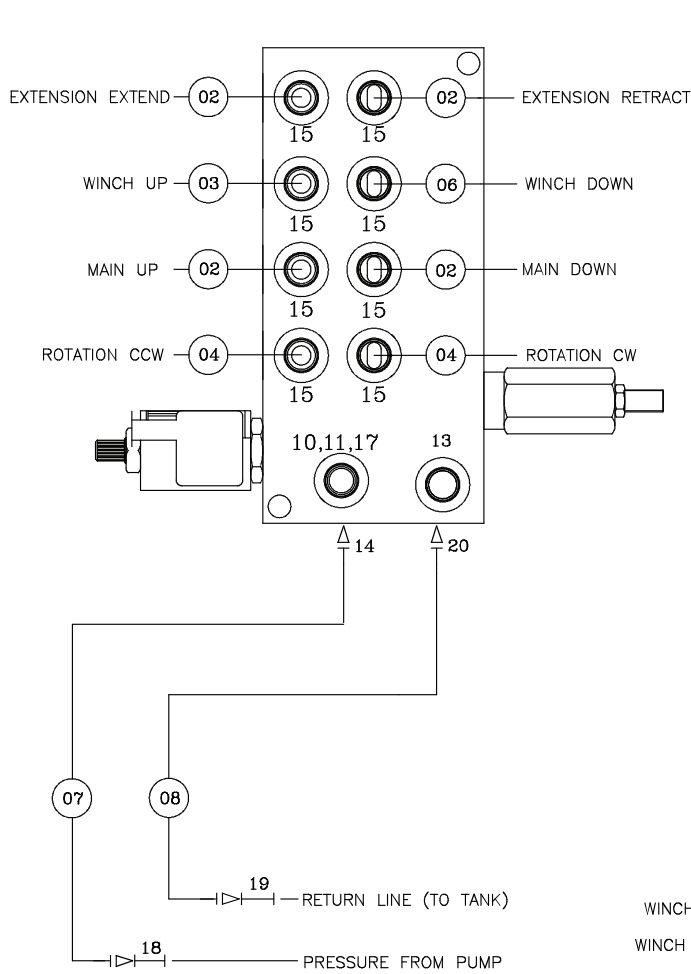 EXTENSION EXTEND 02 02 EXTENSION RETRACT
15 15
WINCH UP 03 06 WINCH DOWN
15 15
MAIN UP 02 02 MAIN DOWN
15 15
ROTATION CCW 04 04 ROTATION CW
15 15
10,11,17 13
14 20
07 08
19
RETURN LINE (TO TANK)
WINCH
WINCH
18
PRESSURE FROM PUMP